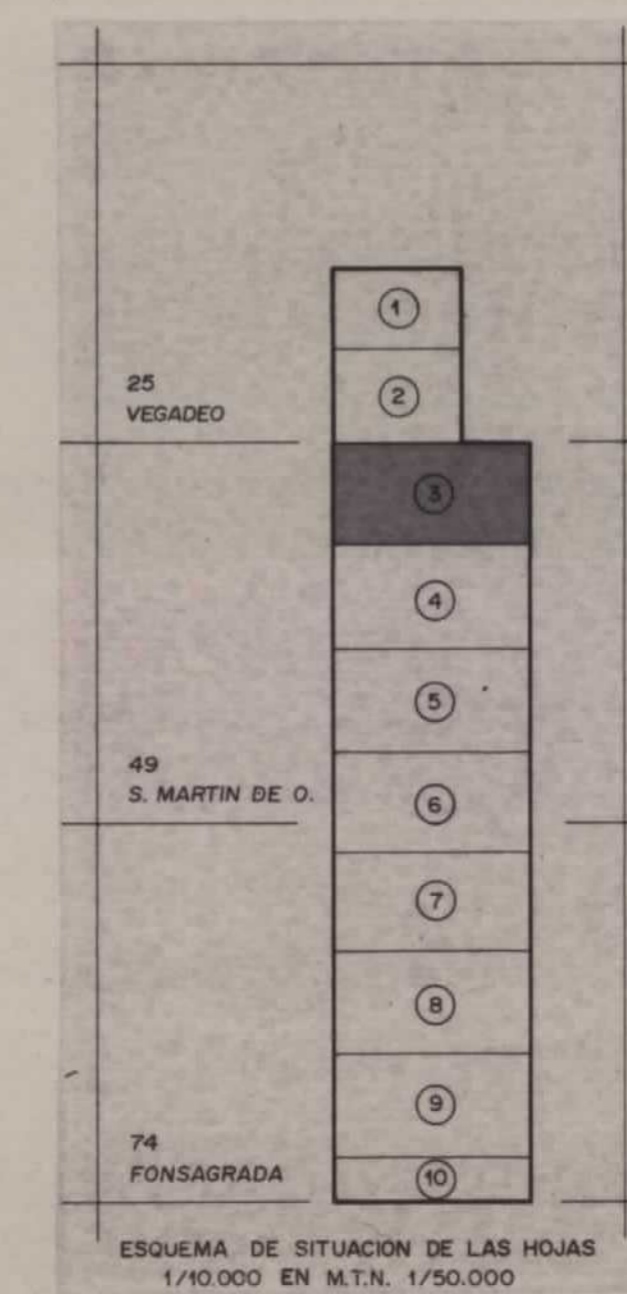 1
25
VEGADEO
2
3
4
5
49
S. MARTIN DE O.
6
7
8
9
74
FONSAGRADA
10
ESQUEMA DE SITUACION DE LAS HOJAS
1/10.000 EN M.T.N. 1/50.000